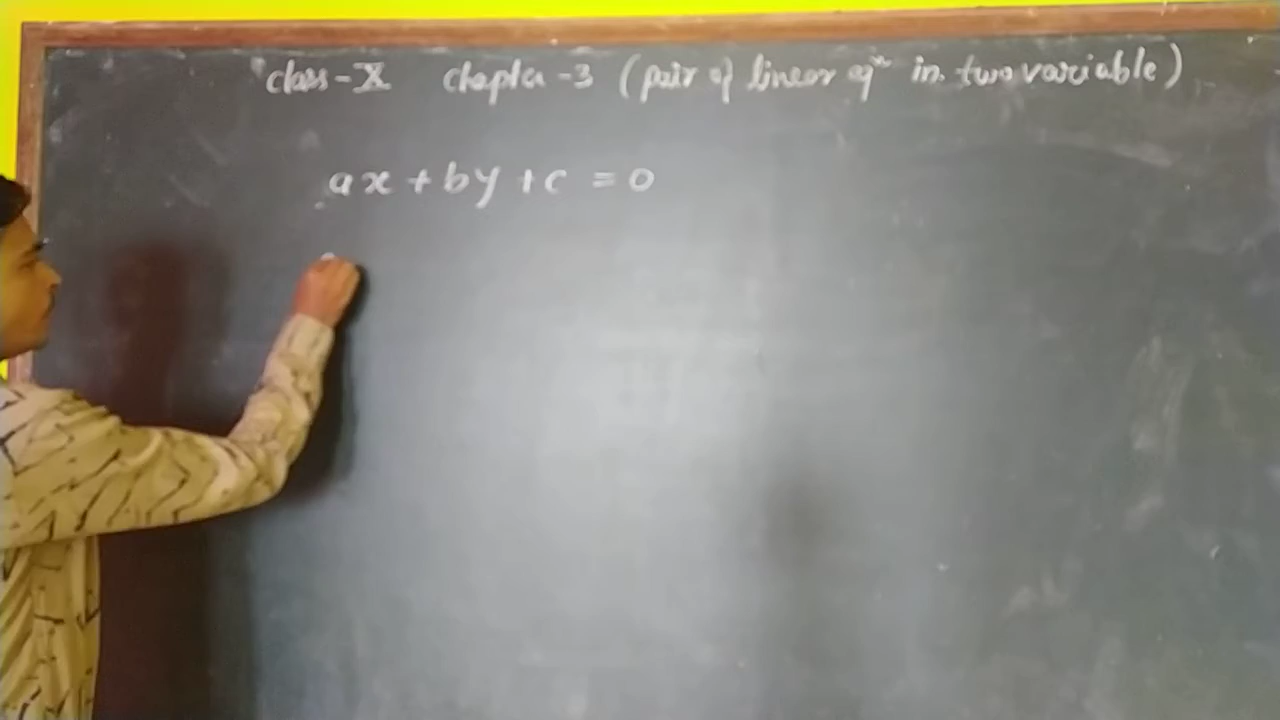 class-X chapter-3 (pair of linear eqⁿ in two variable)
ax + by + c = 0